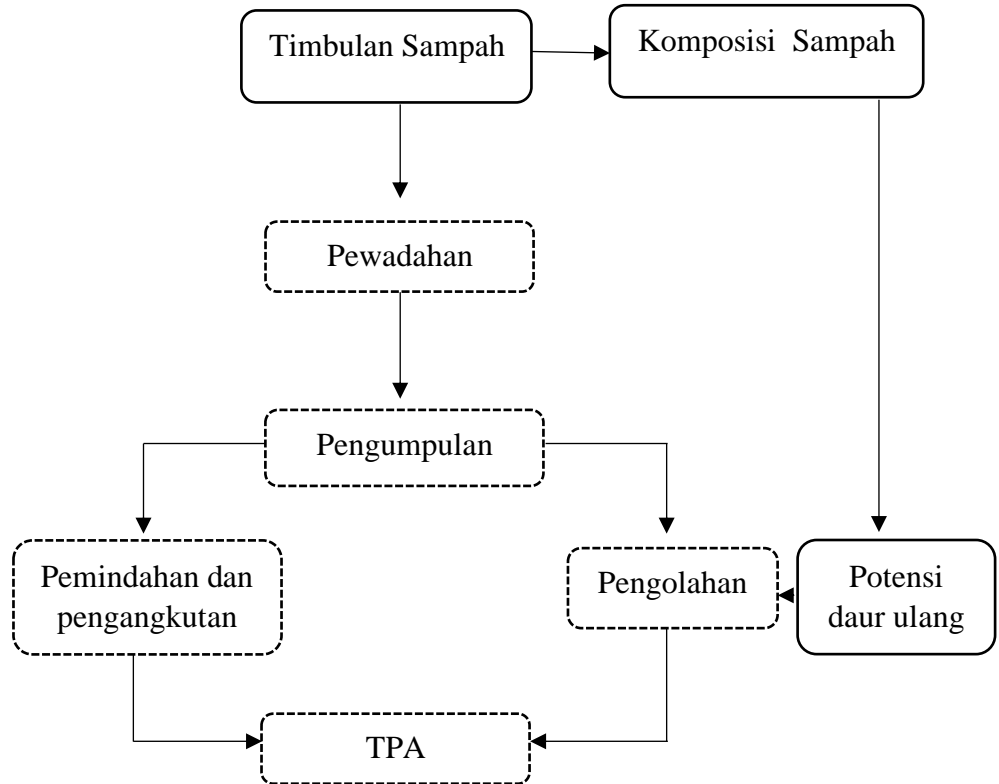 Timbulan Sampah
Komposisi  Sampah
Pewadahan
Pengumpulan
Pemindahan dan
pengangkutan
Pengolahan
Potensi
daur ulang
TPA